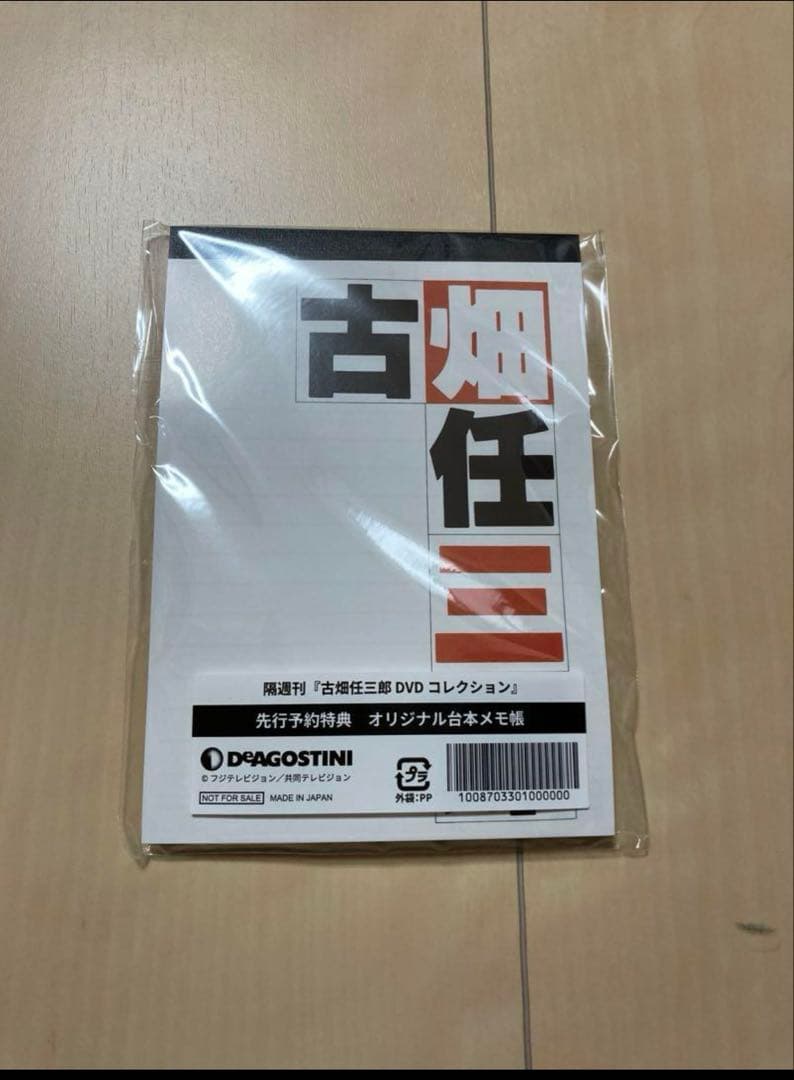 古畑
任
三
隔週刊『古畑任三郎 DVD コレクション』
先行予約特典 オリジナル台本メモ帳
DeAGOSTINI
© フジテレビジョン/共同テレビジョン
NOT FOR SALE MADE IN JAPAN
プラ
外袋:PP
1008703301000000